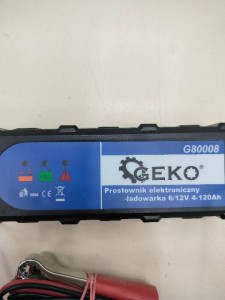 G80008
GEKO®
Prostownik elektroniczny
-ładowarka 6/12V 4-120Ah